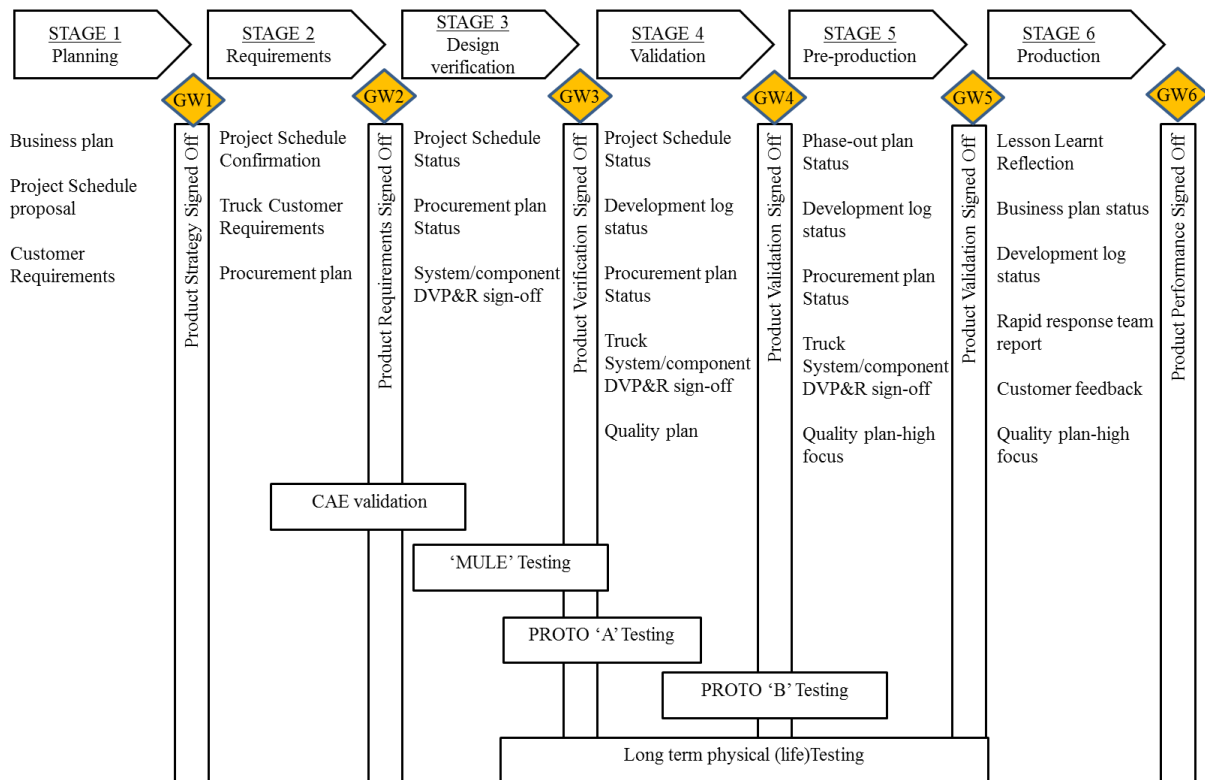 STAGE 1
Planning
STAGE 2
Requirements
STAGE 3
Design
verification
STAGE 4
Validation
STAGE 5
Pre-production
STAGE 6
Production
GW1
GW2
GW3
GW4
GW5
GW6
Business plan
Project Schedule
proposal
Customer
Requirements
Product Strategy Signed Off
Project Schedule
Confirmation
Truck Customer
Requirements
Procurement plan
Product Requirements Signed Off
Project Schedule
Status
Procurement plan
Status
System/component
DVP&R sign-off
Product Verification Signed Off
Project Schedule
Status
Development log
status
Procurement plan
Status
Truck
System/component
DVP&R sign-off
Quality plan
Product Validation Signed Off
Phase-out plan
Status
Development log
status
Procurement plan
Status
Truck
System/component
DVP&R sign-off
Quality plan-high
focus
Product Validation Signed Off
Lesson Learnt
Reflection
Business plan status
Development log
status
Rapid response team
report
Customer feedback
Quality plan-high
focus
Product Performance Signed Off
CAE validation
‘MULE’ Testing
PROTO ‘A’ Testing
PROTO ‘B’ Testing
Long term physical (life)Testing